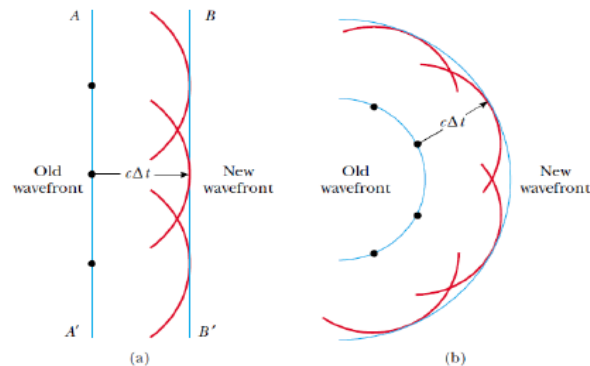 A
B
Old
wavefront
cΔt
New
wavefront
A′
B′
(a)
cΔt
Old
wavefront
New
wavefront
(b)